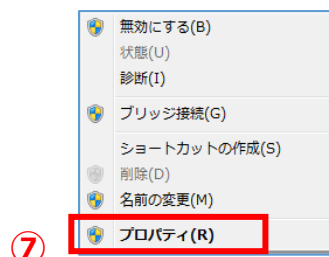 無効にする(B)
状態(U)
診断(I)
ブリッジ接続(G)
ショートカットの作成(S)
削除(D)
名前の変更(M)
⑦ プロパティ(R)